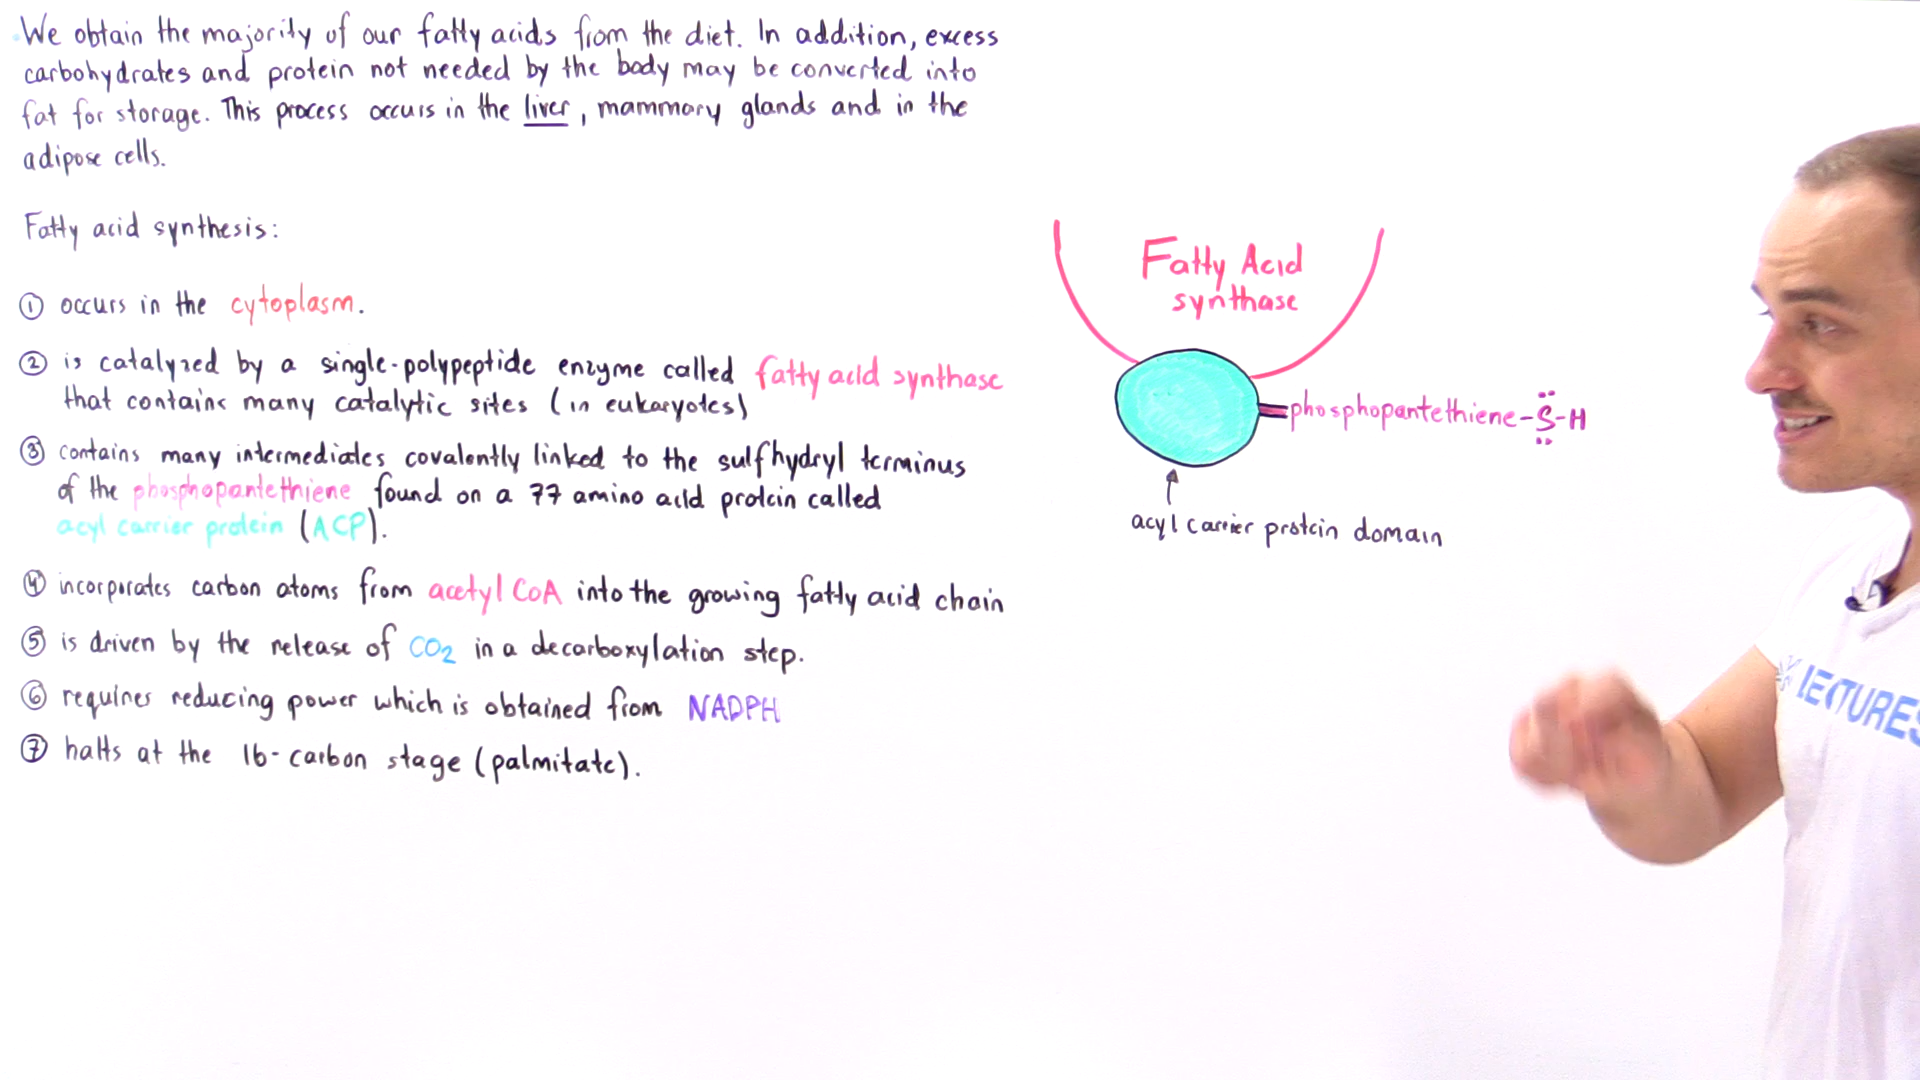 We obtain the majority of our fatty acids from the diet. In addition, excess
carbohydrates and protein not needed by the body may be converted into
fat for storage. This process occurs in the liver, mammary glands and in the
adipose cells.
Fatty acid synthesis:
① occurs in the cytoplasm.
② is catalyzed by a single-polypeptide enzyme called fatty acid synthase
that contains many catalytic sites (in eukaryotes)
③ contains many intermediates covalently linked to the sulfhydryl terminus
of the phosphopantethiene found on a 77 amino acid protein called
acyl carrier protein (ACP).
④ incorporates carbon atoms from acetyl CoA into the growing fatty acid chain
⑤ is driven by the release of CO2 in a decarboxylation step.
⑥ requires reducing power which is obtained from NADPH
⑦ halts at the 16-carbon stage (palmitate).
Fatty Acid
synthase
phosphopantethiene-S-H
acyl carrier protein domain
LECTURES